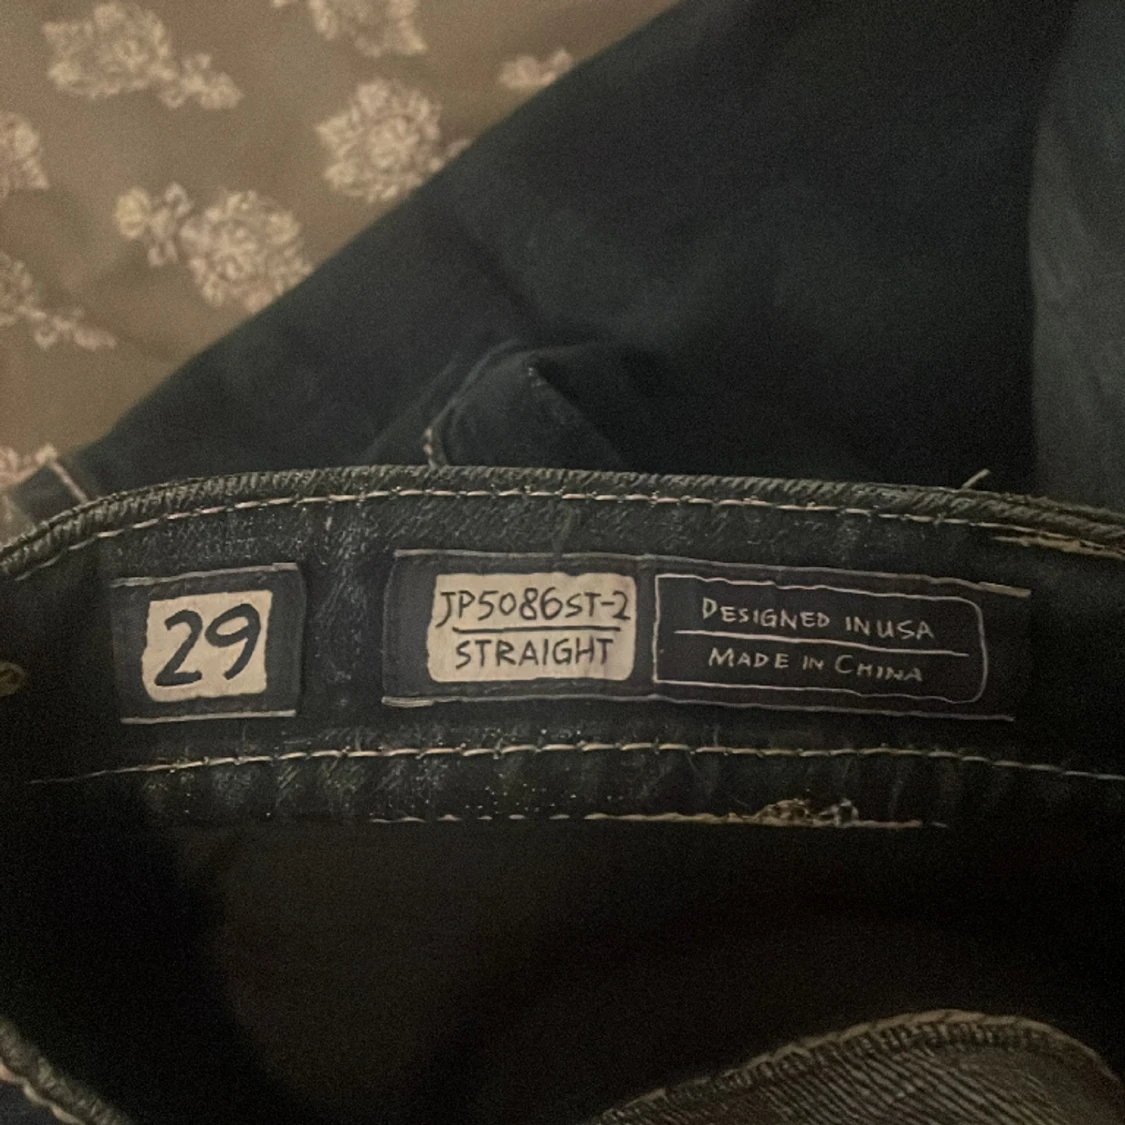 29
JP5086ST-2
STRAIGHT
DESIGNED IN USA
MADE IN CHINA